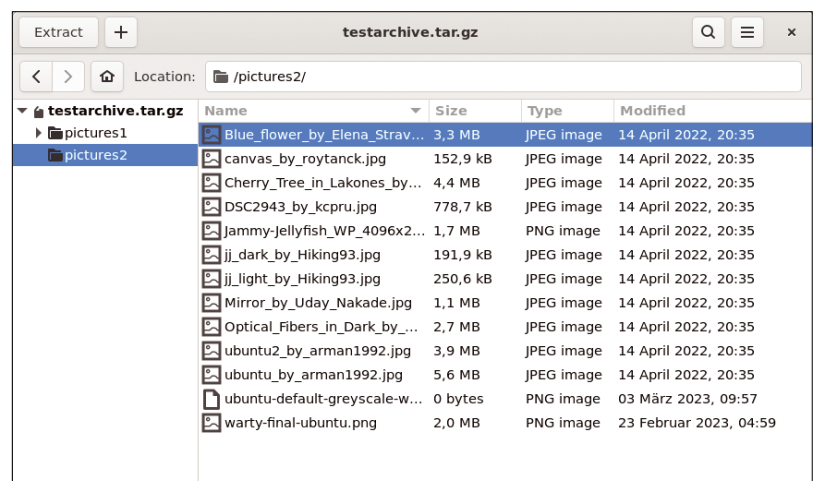 Extract + testarchive.tar.gz
Location: /pictures2/
testarchive.tar.gz
pictures1
pictures2
Name Size Type Modified
Blue_flower_by_Elena_Strav... 3,3 MB JPEG image 14 April 2022, 20:35
canvas_by_roytanck.jpg 152,9 kB JPEG image 14 April 2022, 20:35
Cherry_Tree_in_Lakones_by... 4,4 MB JPEG image 14 April 2022, 20:35
DSC2943_by_kcpru.jpg 778,7 kB JPEG image 14 April 2022, 20:35
Jammy-Jellyfish_WP_4096x2... 1,7 MB PNG image 14 April 2022, 20:35
jj_dark_by_Hiking93.jpg 191,9 kB JPEG image 14 April 2022, 20:35
jj_light_by_Hiking93.jpg 250,6 kB JPEG image 14 April 2022, 20:35
Mirror_by_Uday_Nakade.jpg 1,1 MB JPEG image 14 April 2022, 20:35
Optical_Fibers_in_Dark_by_... 2,7 MB JPEG image 14 April 2022, 20:35
ubuntu2_by_arman1992.jpg 3,9 MB JPEG image 14 April 2022, 20:35
ubuntu_by_arman1992.jpg 5,6 MB JPEG image 14 April 2022, 20:35
ubuntu-default-greyscale-w... 0 bytes PNG image 03 März 2023, 09:57
warty-final-ubuntu.png 2,0 MB PNG image 23 Februar 2023, 04:59